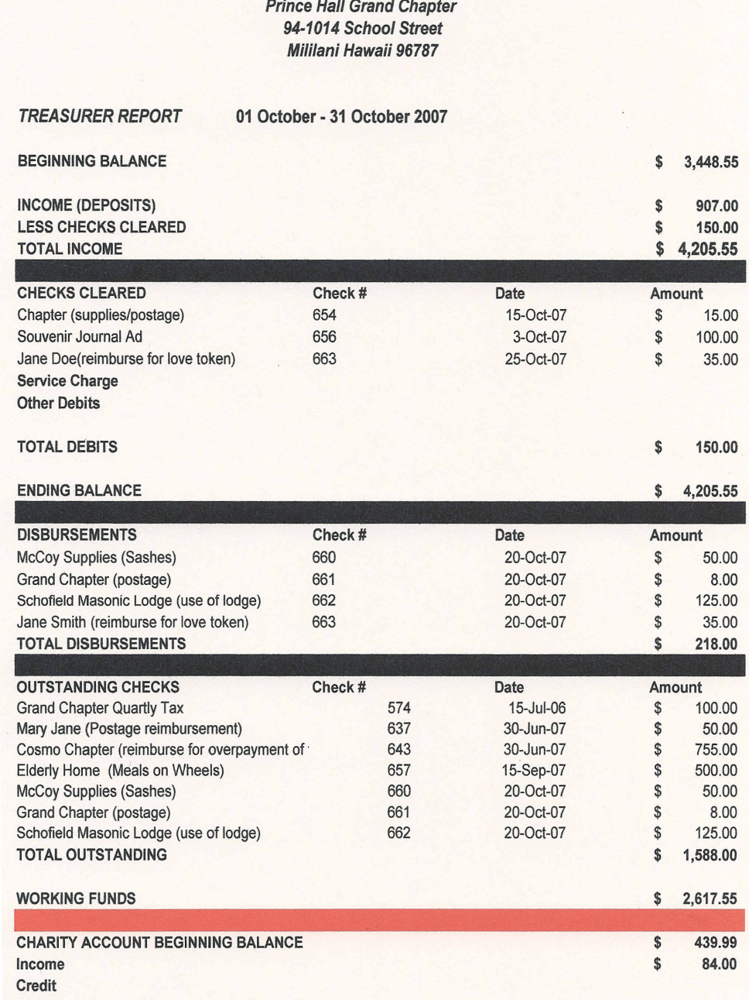 Prince Hall Grand Chapter
94-1014 School Street
Mililani Hawaii 96787
TREASURER REPORT 01 October - 31 October 2007
BEGINNING BALANCE $ 3,448.55
INCOME (DEPOSITS) $ 907.00
LESS CHECKS CLEARED $ 150.00
TOTAL INCOME $ 4,205.55
CHECKS CLEARED Check # Date Amount
Chapter (supplies/postage) 654 15-Oct-07 $ 15.00
Souvenir Journal Ad 656 3-Oct-07 $ 100.00
Jane Doe(reimburse for love token) 663 25-Oct-07 $ 35.00
Service Charge
Other Debits
TOTAL DEBITS $ 150.00
ENDING BALANCE $ 4,205.55
DISBURSEMENTS Check # Date Amount
McCoy Supplies (Sashes) 660 20-Oct-07 $ 50.00
Grand Chapter (postage) 661 20-Oct-07 $ 8.00
Schofield Masonic Lodge (use of lodge) 662 20-Oct-07 $ 125.00
Jane Smith (reimburse for love token) 663 20-Oct-07 $ 35.00
TOTAL DISBURSEMENTS $ 218.00
OUTSTANDING CHECKS Check # Date Amount
Grand Chapter Quartly Tax 574 15-Jul-06 $ 100.00
Mary Jane (Postage reimbursement) 637 30-Jun-07 $ 50.00
Cosmo Chapter (reimburse for overpayment of 643 30-Jun-07 $ 755.00
Elderly Home (Meals on Wheels) 657 15-Sep-07 $ 500.00
McCoy Supplies (Sashes) 660 20-Oct-07 $ 50.00
Grand Chapter (postage) 661 20-Oct-07 $ 8.00
Schofield Masonic Lodge (use of lodge) 662 20-Oct-07 $ 125.00
TOTAL OUTSTANDING $ 1,588.00
WORKING FUNDS $ 2,617.55
CHARITY ACCOUNT BEGINNING BALANCE $ 439.99
Income $ 84.00
Credit